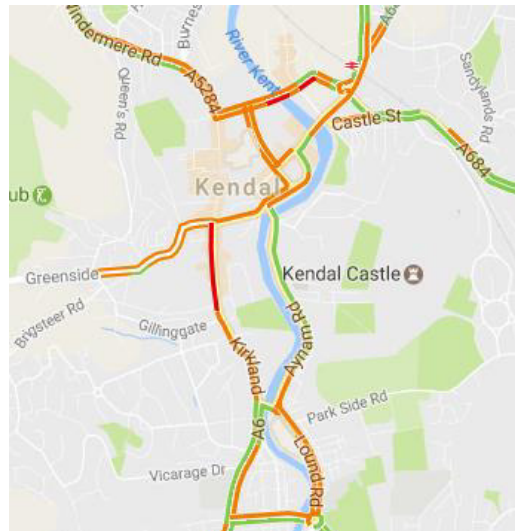 Windermere Rd
Burnes
A6
River Kent
Queen's Rd
A5284
Sandylands Rd
Castle St
A684
Kendal
ub
Greenside
Kendal Castle
Brigsteer Rd
Gillinggate
Aynam Rd
Kirkland
Park Side Rd
A6
Lound Rd
Vicarage Dr